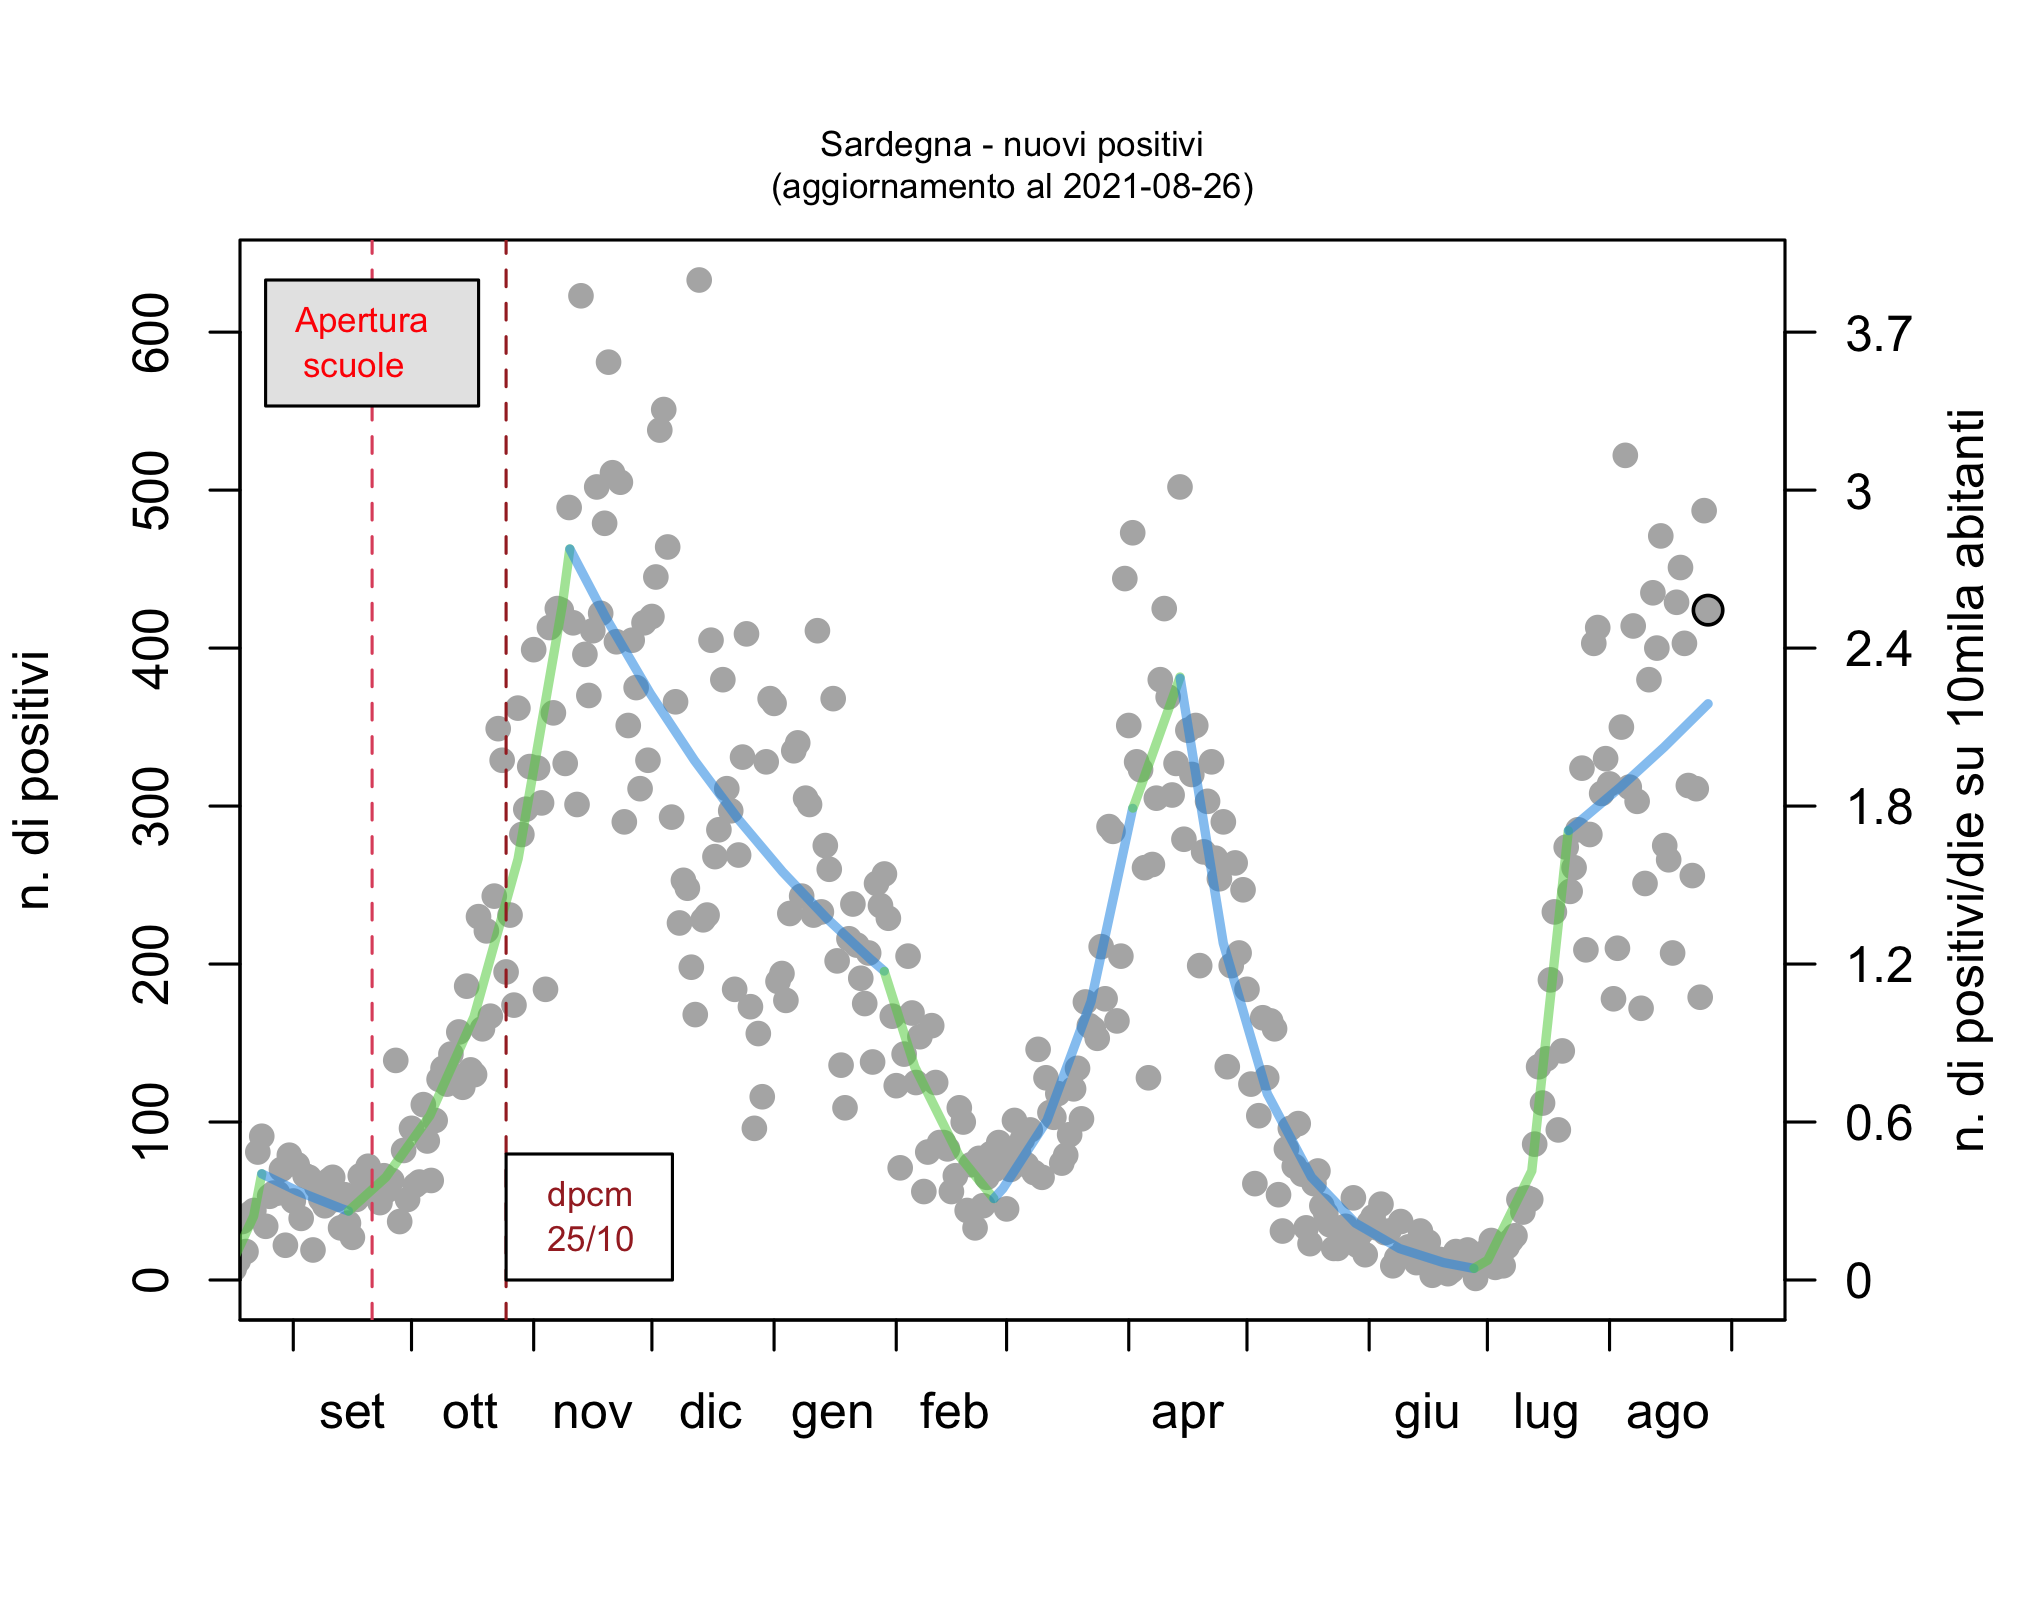 Sardegna - nuovi positivi
(aggiornamento al 2021-08-26)
Apertura
scuole
dpcm
25/10
n. di positivi
600
500
400
300
200
100
0
3.7
3
2.4
1.8
1.2
0.6
0
n. di positivi/die su 10mila abitanti
set ott nov dic gen feb apr giu lug ago